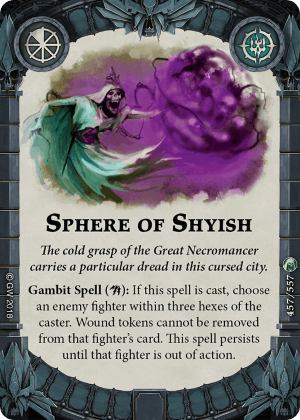 SPHERE OF SHYISH
The cold grasp of the Great Necromancer
carries a particular dread in this cursed city.
Gambit Spell (): If this spell is cast, choose
an enemy fighter within three hexes of the
caster. Wound tokens cannot be removed
from that fighter's card. This spell persists
until that fighter is out of action.
© GW 2018
457/557